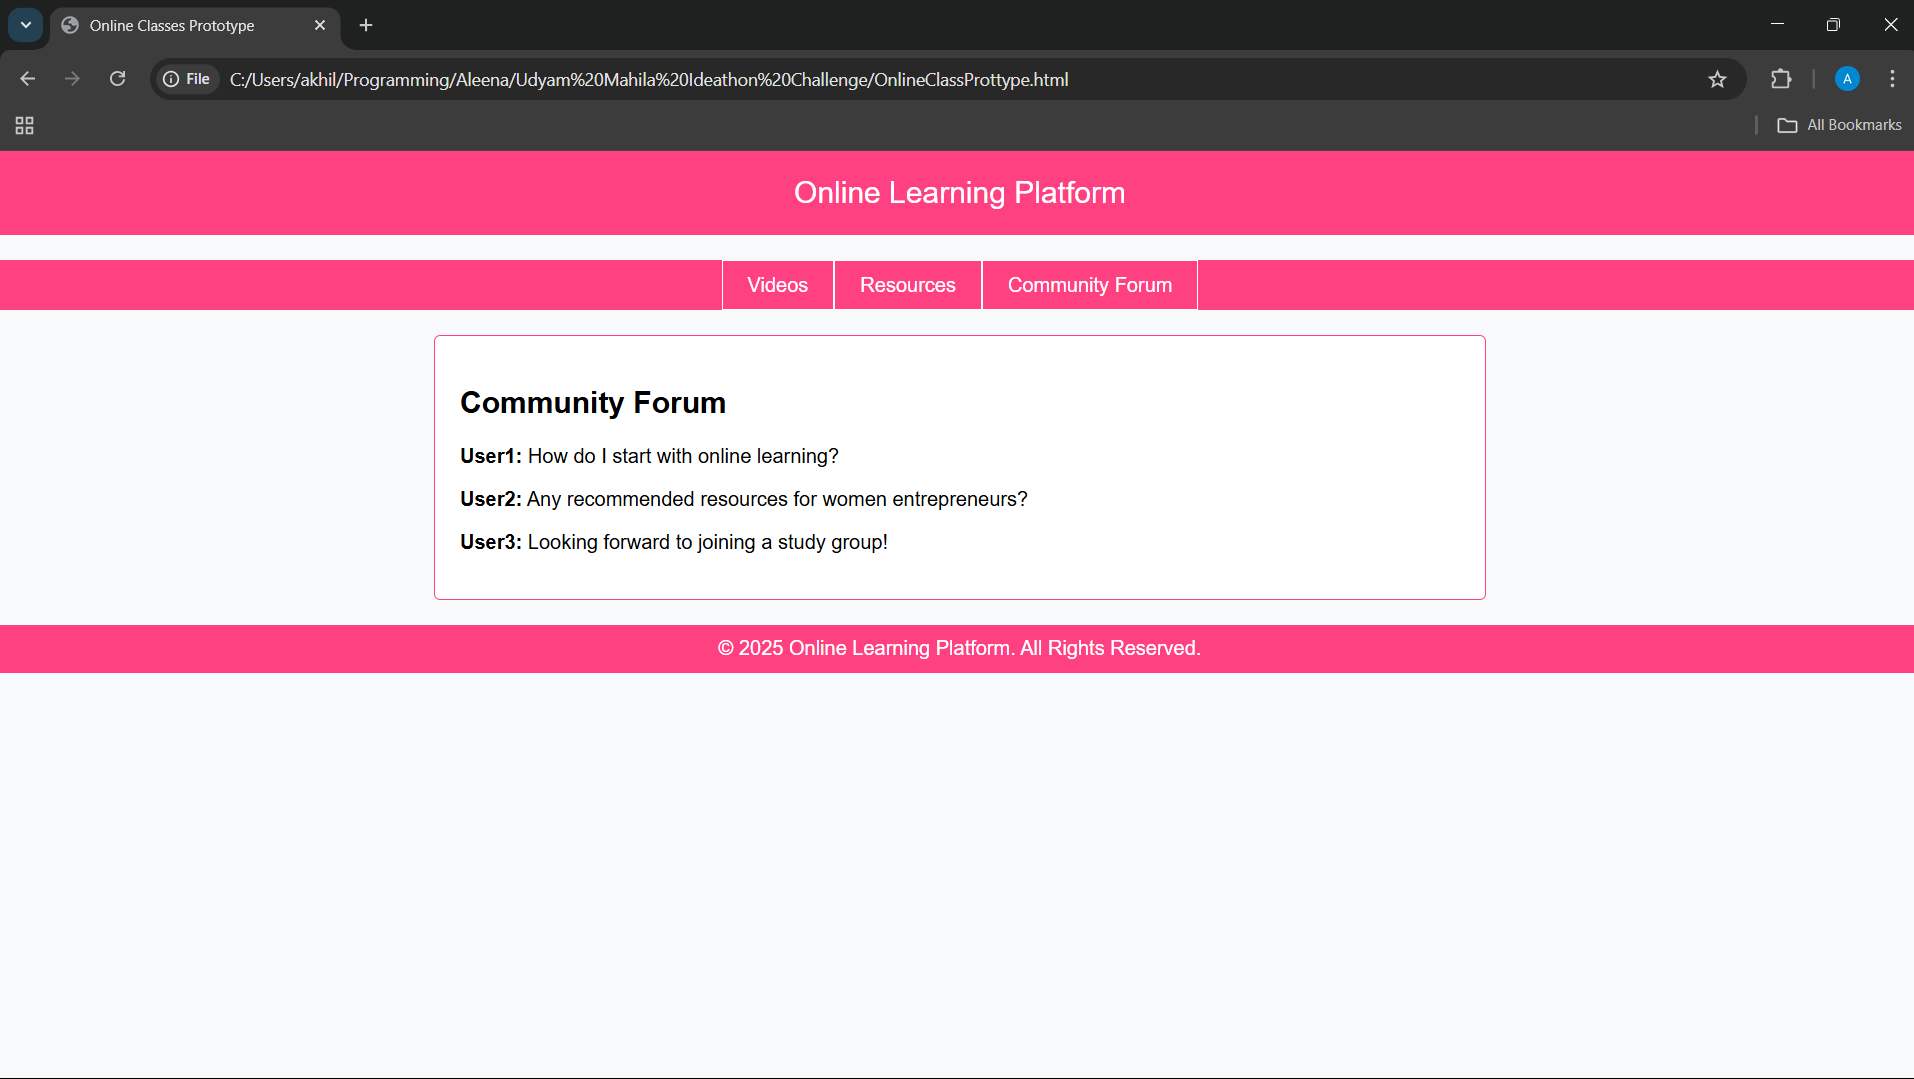 Online Classes Prototype
File C:/Users/akhil/Programming/Aleena/Udyam%20Mahila%20Ideathon%20Challenge/OnlineClassProttype.html
A
All Bookmarks
Online Learning Platform
Videos Resources Community Forum
Community Forum
User1: How do I start with online learning?
User2: Any recommended resources for women entrepreneurs?
User3: Looking forward to joining a study group!
© 2025 Online Learning Platform. All Rights Reserved.